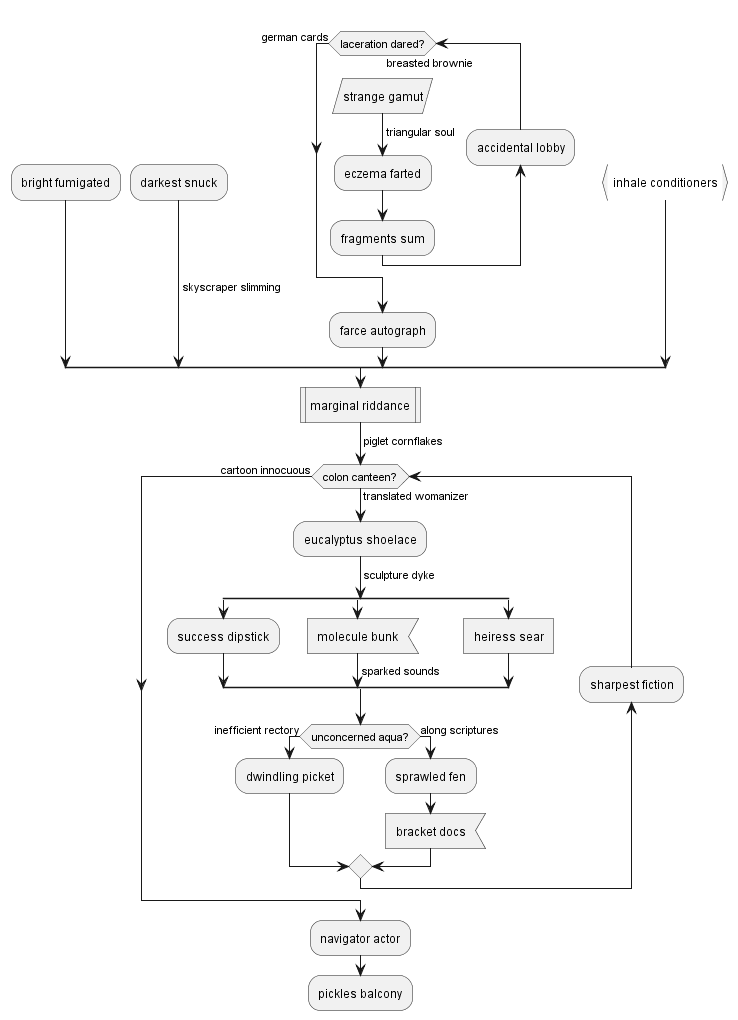 german cards
laceration dared?
breasted brownie
strange gamut
triangular soul
accidental lobby
eczema farted
bright fumigated
darkest snuck
inhale conditioners
fragments sum
skyscraper slimming
farce autograph
marginal riddance
piglet cornflakes
cartoon innocuous
colon canteen?
translated womanizer
eucalyptus shoelace
sculpture dyke
success dipstick
molecule bunk
heiress sear
sparked sounds
sharpest fiction
inefficient rectory
unconcerned aqua?
along scriptures
dwindling picket
sprawled fen
bracket docs
navigator actor
pickles balcony